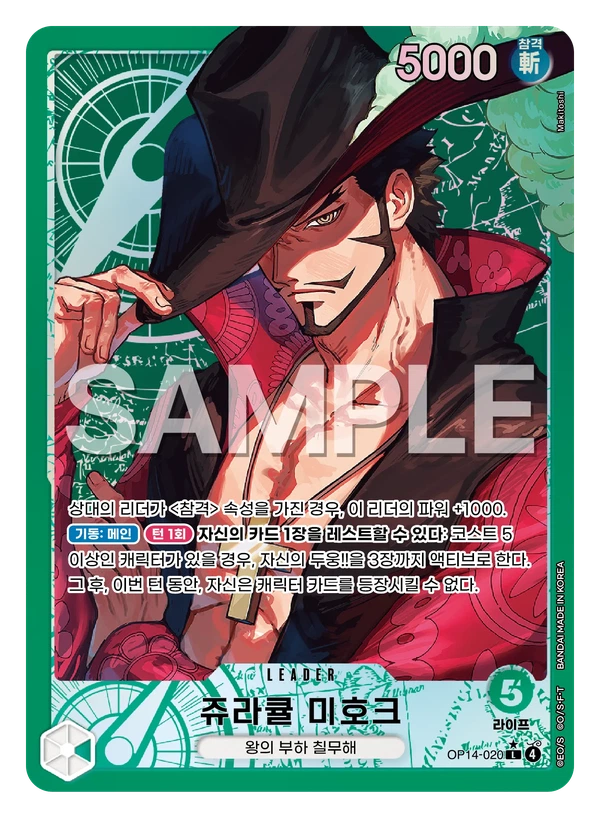 5000
참격
斬
Makitoshi
SAMPLE
상대의 리더가 <참격> 속성을 가진 경우, 이 리더의 파워 +1000.
기동: 메인 턴 1회 자신의 카드 1장을 레스트할 수 있다: 코스트 5
이상인 캐릭터가 있을 경우, 자신의 두웅!!을 3장까지 액티브로 한다.
그 후, 이번 턴 동안, 자신은 캐릭터 카드를 등장시킬 수 없다.
LEADER
쥬라큘 미호크
왕의 부하 칠무해
5
라이프
OP14-020 L 4
©E.O/S ©O/S·F·T BANDAI MADE IN KOREA